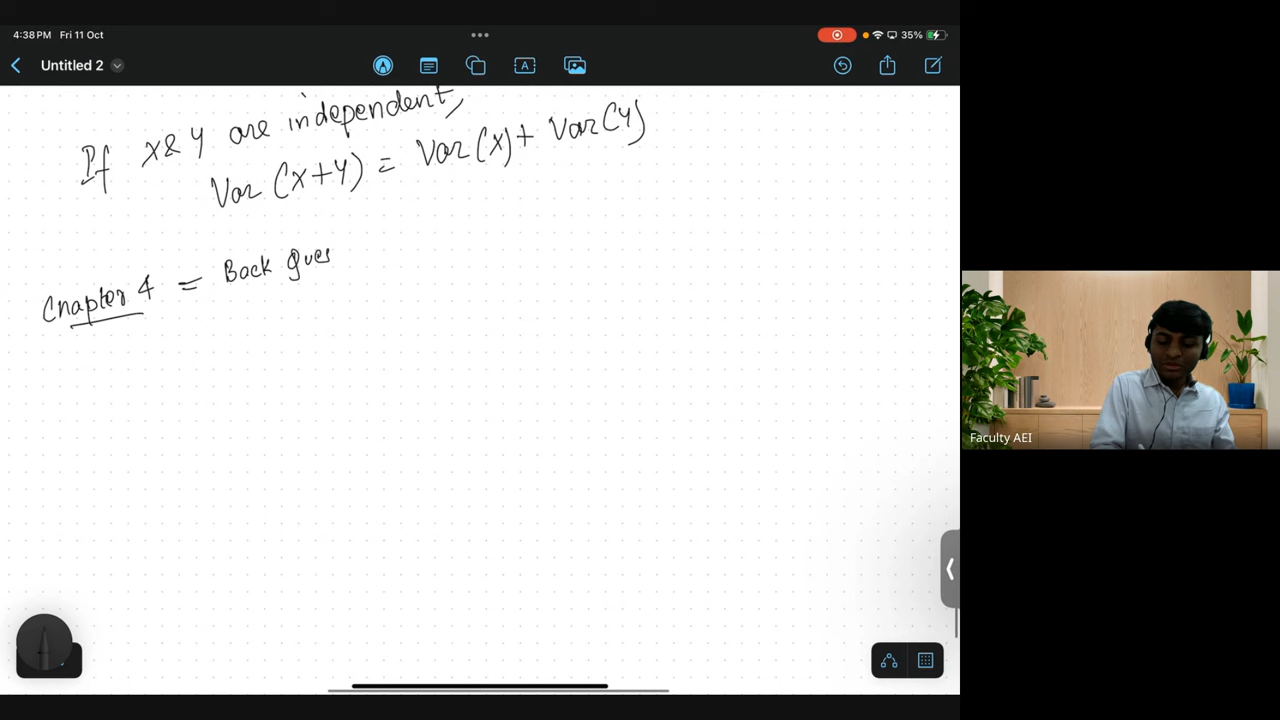 4:38 PM Fri 11 Oct
35%
Untitled 2
If X & Y are independent,
Var (X+Y) = Var (X) + Var (Y)
Chapter 4 = Back Ques
Faculty AEI